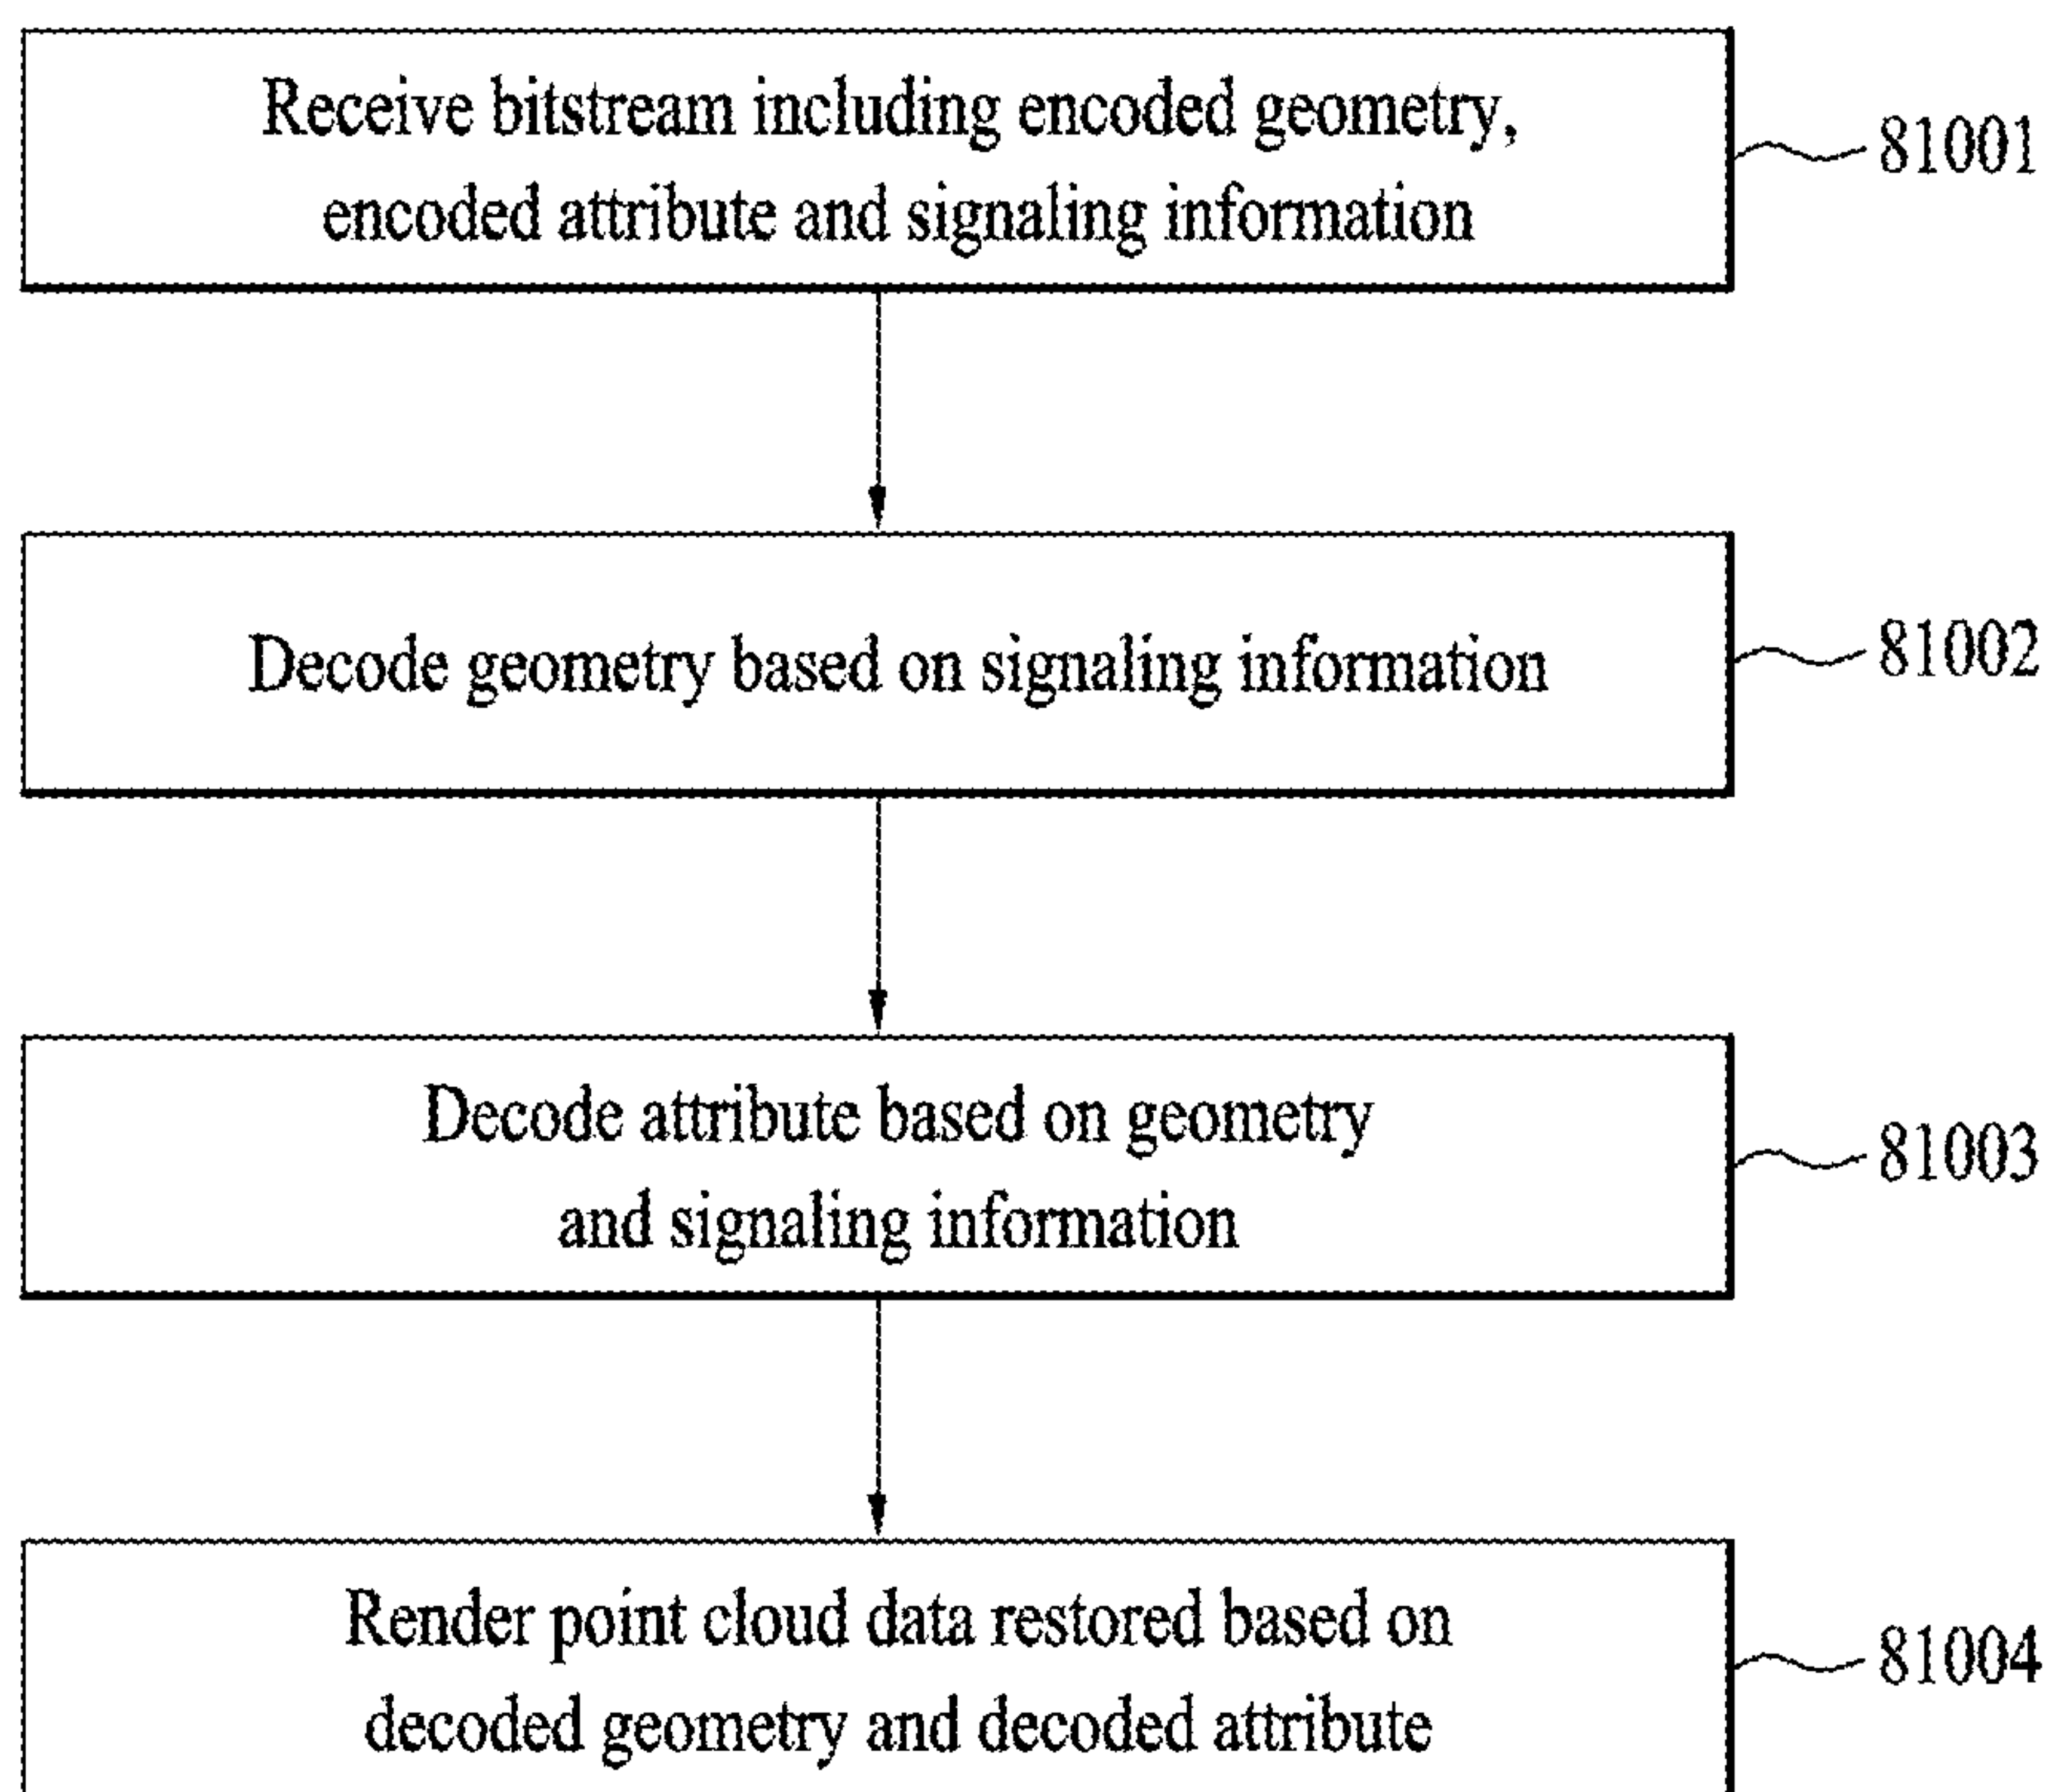 Receive bitstream including encoded geometry,
encoded attribute and signaling information
81001
Decode geometry based on signaling information
81002
Decode attribute based on geometry
and signaling information
81003
Render point cloud data restored based on
decoded geometry and decoded attribute
81004